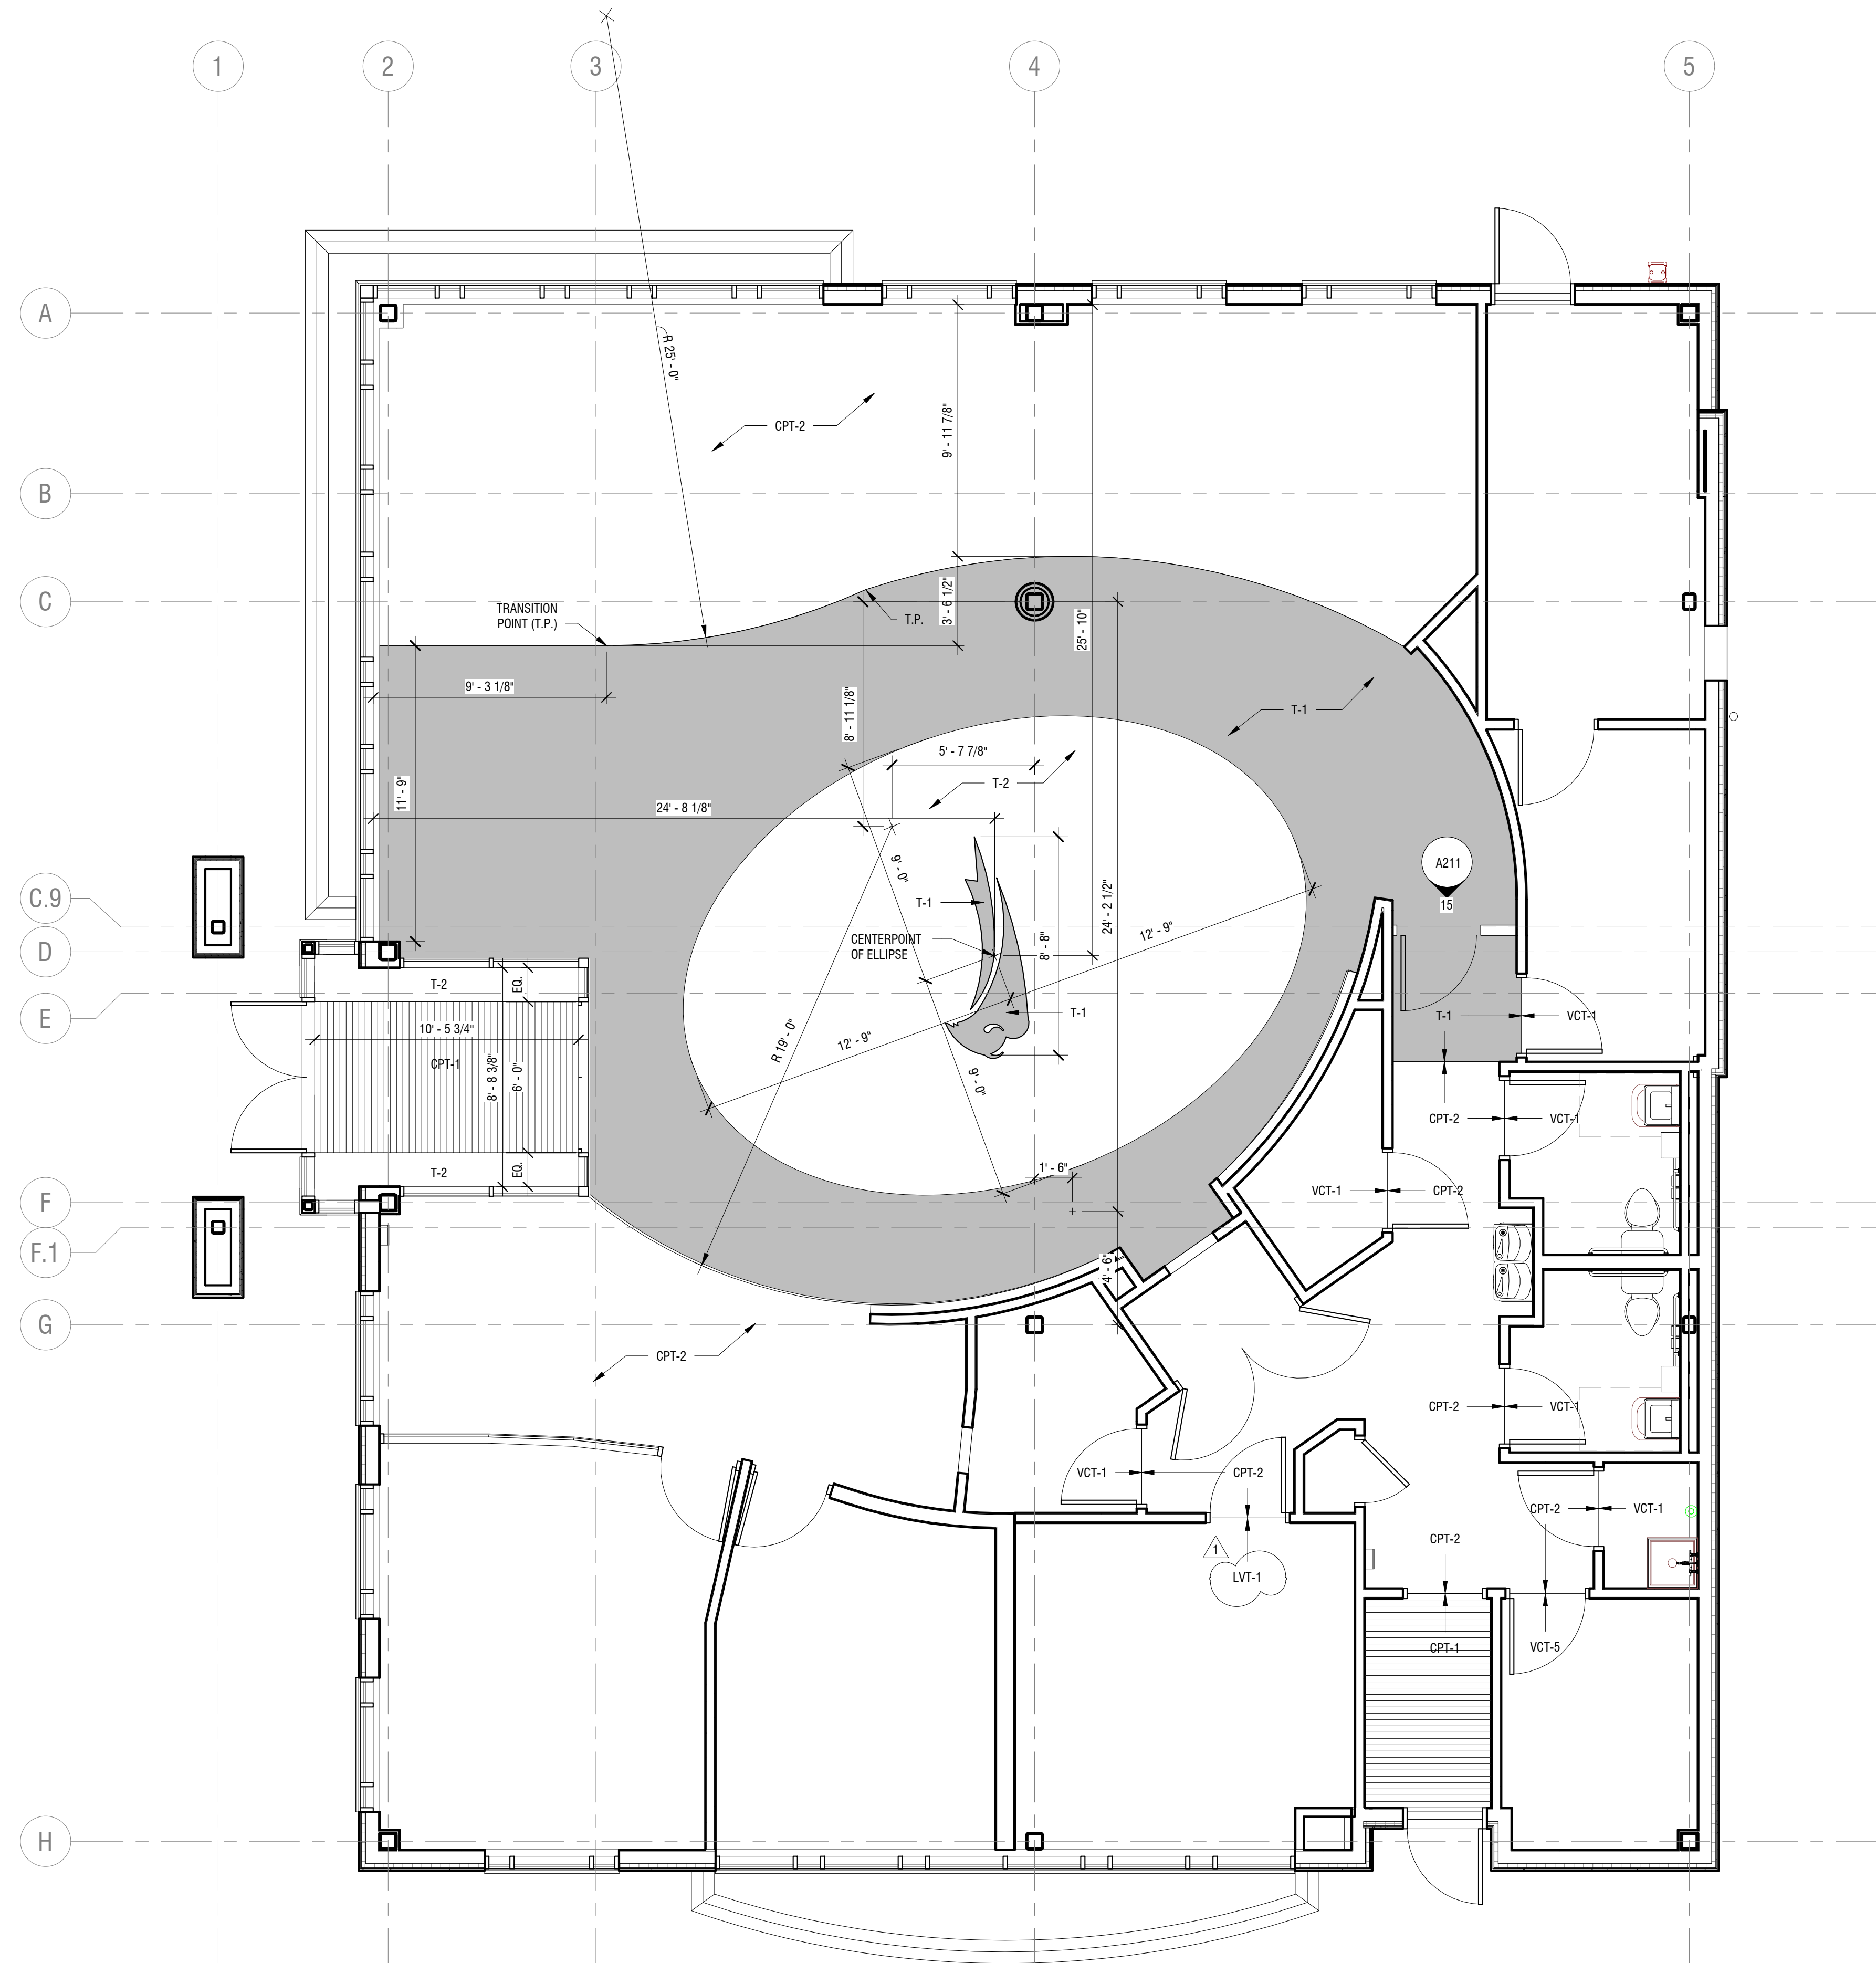 1
2
3
4
5
A
B
C
C.9
D
E
F
F.1
G
H
R 25' - 0"
CPT-2
9' - 11 7/8"
TRANSITION
POINT (T.P.)
T.P.
3' - 6 1/2"
25' - 10"
9' - 3 1/8"
8' - 11 1/8"
T-1
5' - 7 7/8"
T-2
11' - 9"
24' - 8 1/8"
9' - 0"
A211
15
T-1
24' - 2 1/2"
CENTERPOINT
OF ELLIPSE
8' - 8"
12' - 9"
T-2
EQ.
10' - 5 3/4"
CPT-1
8' - 8 3/8"
6' - 0"
R 19' - 0"
12' - 9"
T-1
T-1
VCT-1
9' - 0"
CPT-2
VCT-1
T-2
EQ.
1' - 6"
VCT-1
CPT-2
4' - 6"
CPT-2
CPT-2
VCT-1
VCT-1
CPT-2
CPT-2
VCT-1
CPT-2
1
LVT-1
CPT-1
VCT-5